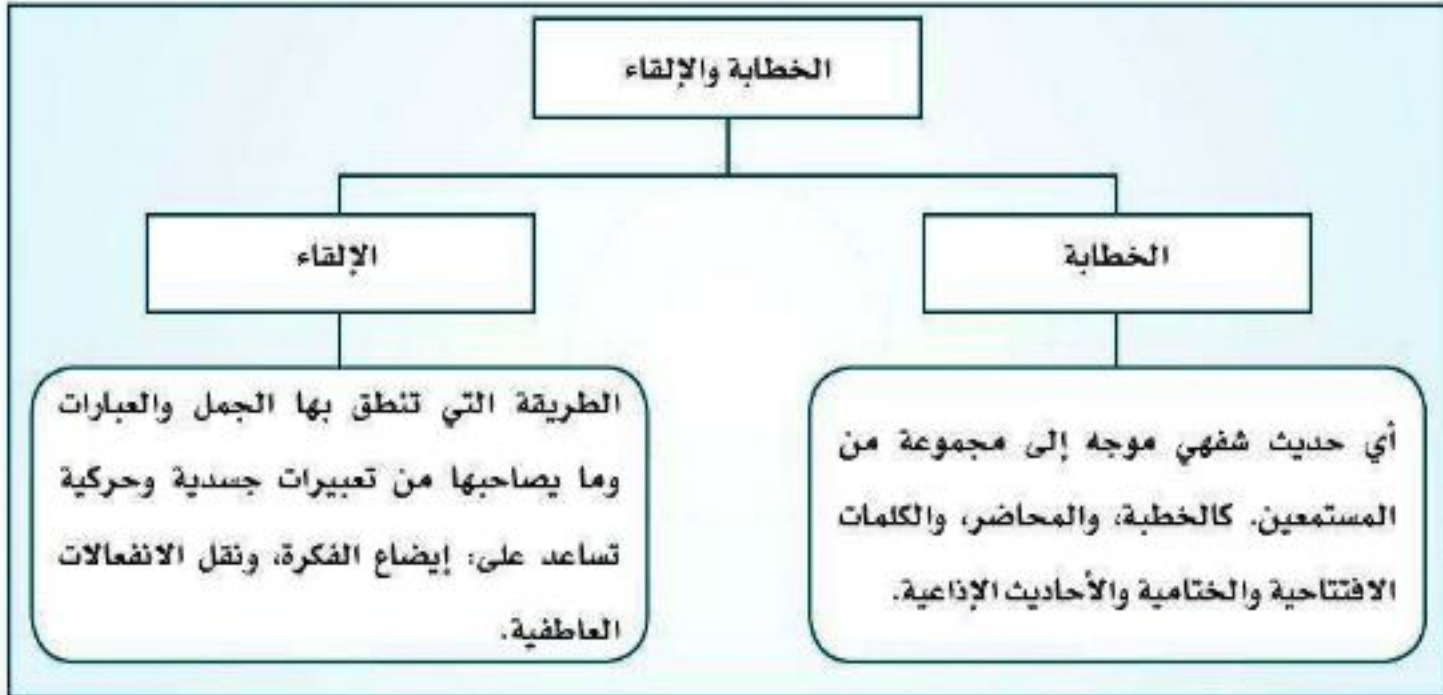 الخطابة والإلقاء
الخطابة
أي حديث شفهي موجه إلى مجموعة من
المستمعين. كالخطبة، والمحاضر، والكلمات
الافتتاحية والختامية والأحاديث الإذاعية.
الإلقاء
الطريقة التي تنطق بها الجمل والعبارات
وما يصاحبها من تعبيرات جسدية وحركية
تساعد على: إيضاع الفكرة، ونقل الانفعالات
العاطفية.